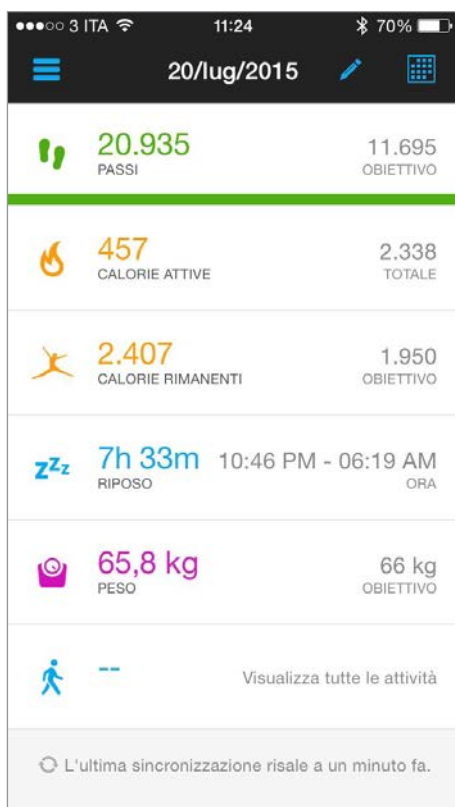 3 ITA 11:24 70%
20/lug/2015
20.935 11.695
PASSI OBIETTIVO
457 2.338
CALORIE ATTIVE TOTALE
2.407 1.950
CALORIE RIMANENTI OBIETTIVO
zzz 7h 33m 10:46 PM - 06:19 AM
RIPOSO ORA
65,8 kg 66 kg
PESO OBIETTIVO
-- Visualizza tutte le attività
L'ultima sincronizzazione risale a un minuto fa.